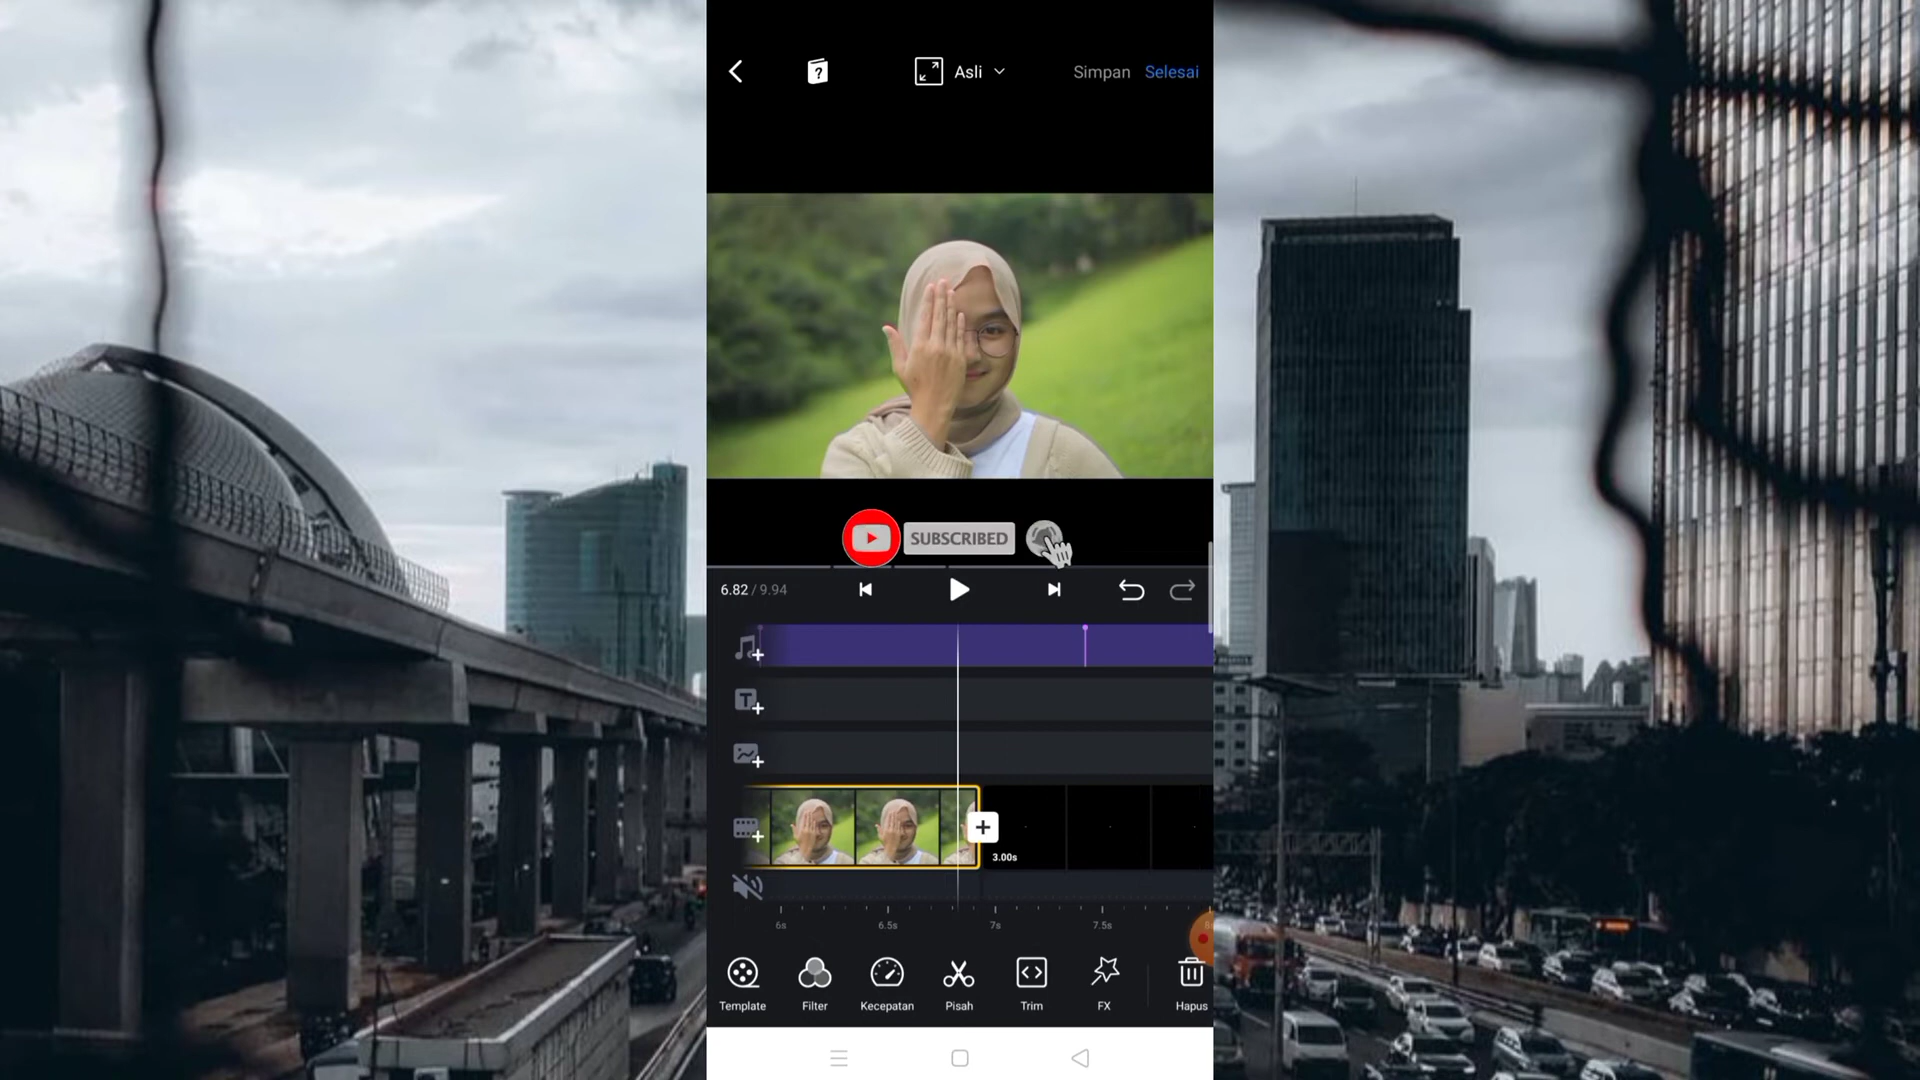 Asli
Simpan Selesai
SUBSCRIBED
6.82 / 9.94
3.00s
6s 6.5s 7s 7.5s
Template Filter Kecepatan Pisah Trim FX Hapus